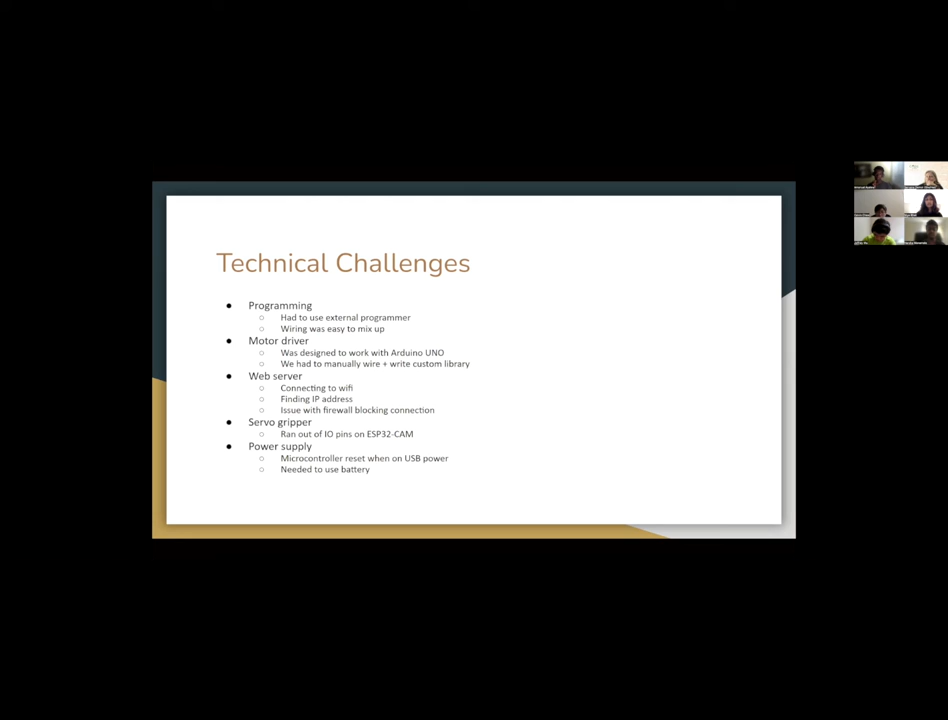 Technical Challenges
● Programming
○ Had to use external programmer
○ Wiring was easy to mix up
● Motor driver
○ Was designed to work with Arduino UNO
○ We had to manually wire + write custom library
● Web server
○ Connecting to wifi
○ Finding IP address
○ Issue with firewall blocking connection
● Servo gripper
○ Ran out of IO pins on ESP32-CAM
● Power supply
○ Microcontroller reset when on USB power
○ Needed to use battery